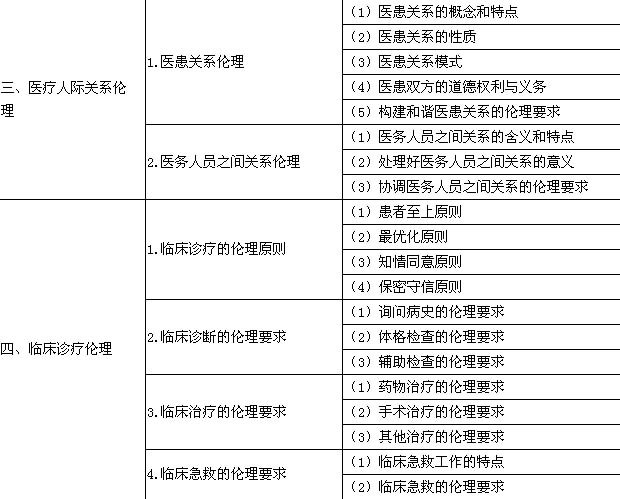 三、医疗人际关系伦
理
1.医患关系伦理
（1）医患关系的概念和特点
（2）医患关系的性质
（3）医患关系模式
（4）医患双方的道德权利与义务
（5）构建和谐医患关系的伦理要求
2.医务人员之间关系伦理
（1）医务人员之间关系的含义和特点
（2）处理好医务人员之间关系的意义
（3）协调医务人员之间关系的伦理要求
四、临床诊疗伦理
1.临床诊疗的伦理原则
（1）患者至上原则
（2）最优化原则
（3）知情同意原则
（4）保密守信原则
2.临床诊断的伦理要求
（1）询问病史的伦理要求
（2）体格检查的伦理要求
（3）辅助检查的伦理要求
3.临床治疗的伦理要求
（1）药物治疗的伦理要求
（2）手术治疗的伦理要求
（3）其他治疗的伦理要求
4.临床急救的伦理要求
（1）临床急救工作的特点
（2）临床急救的伦理要求